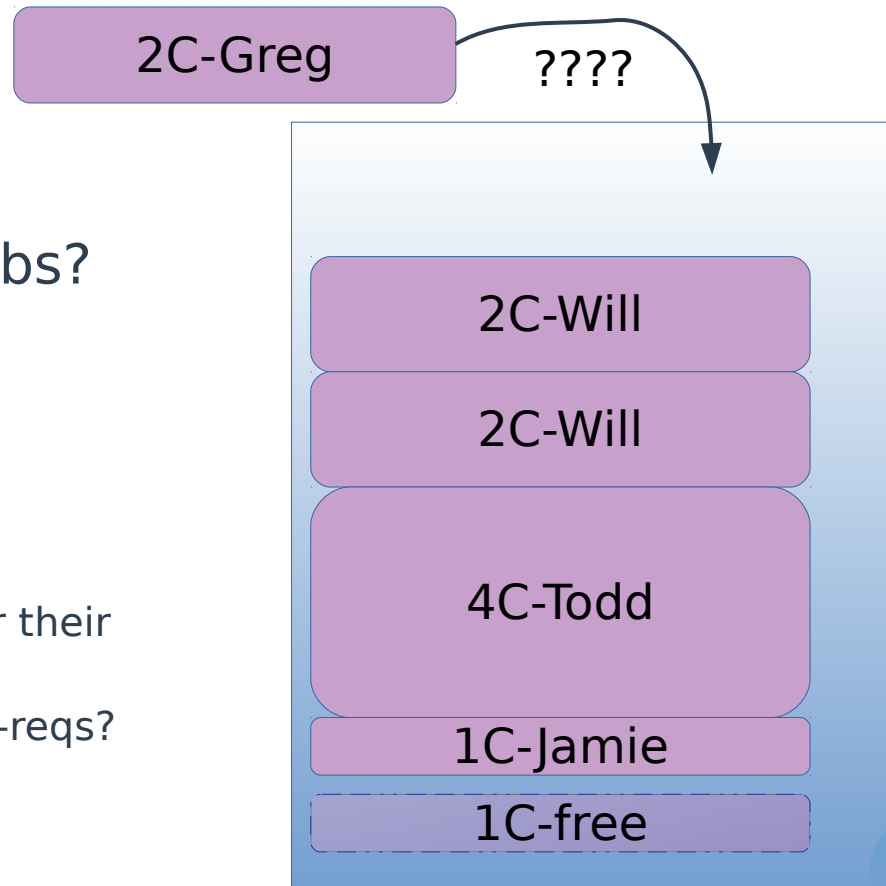 2C-Greg
????
bs?
2C-Will
2C-Will
4C-Todd
r their
-reqs?
1C-Jamie
1C-free